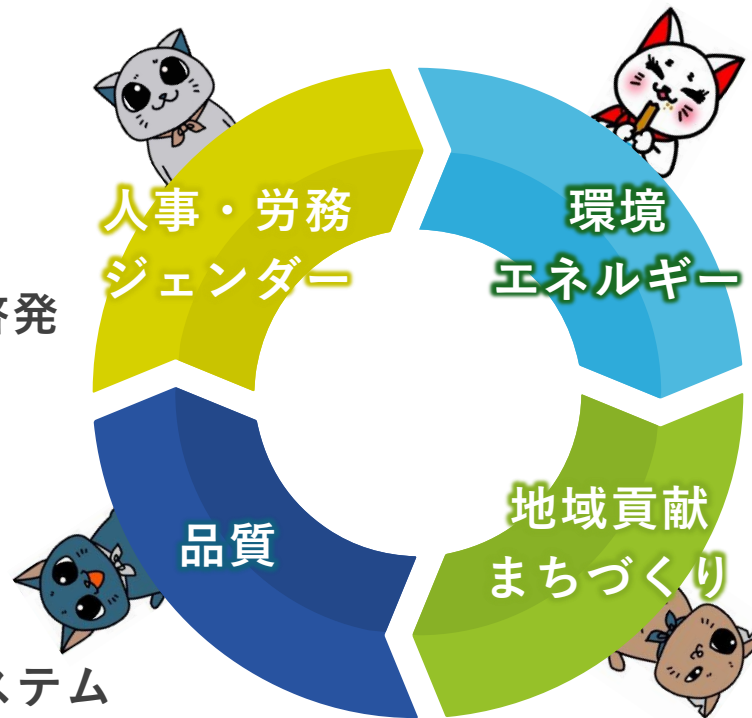 人事・労務
ジェンダー
環境
エネルギー
啓発
品質
地域貢献
まちづくり
ステム